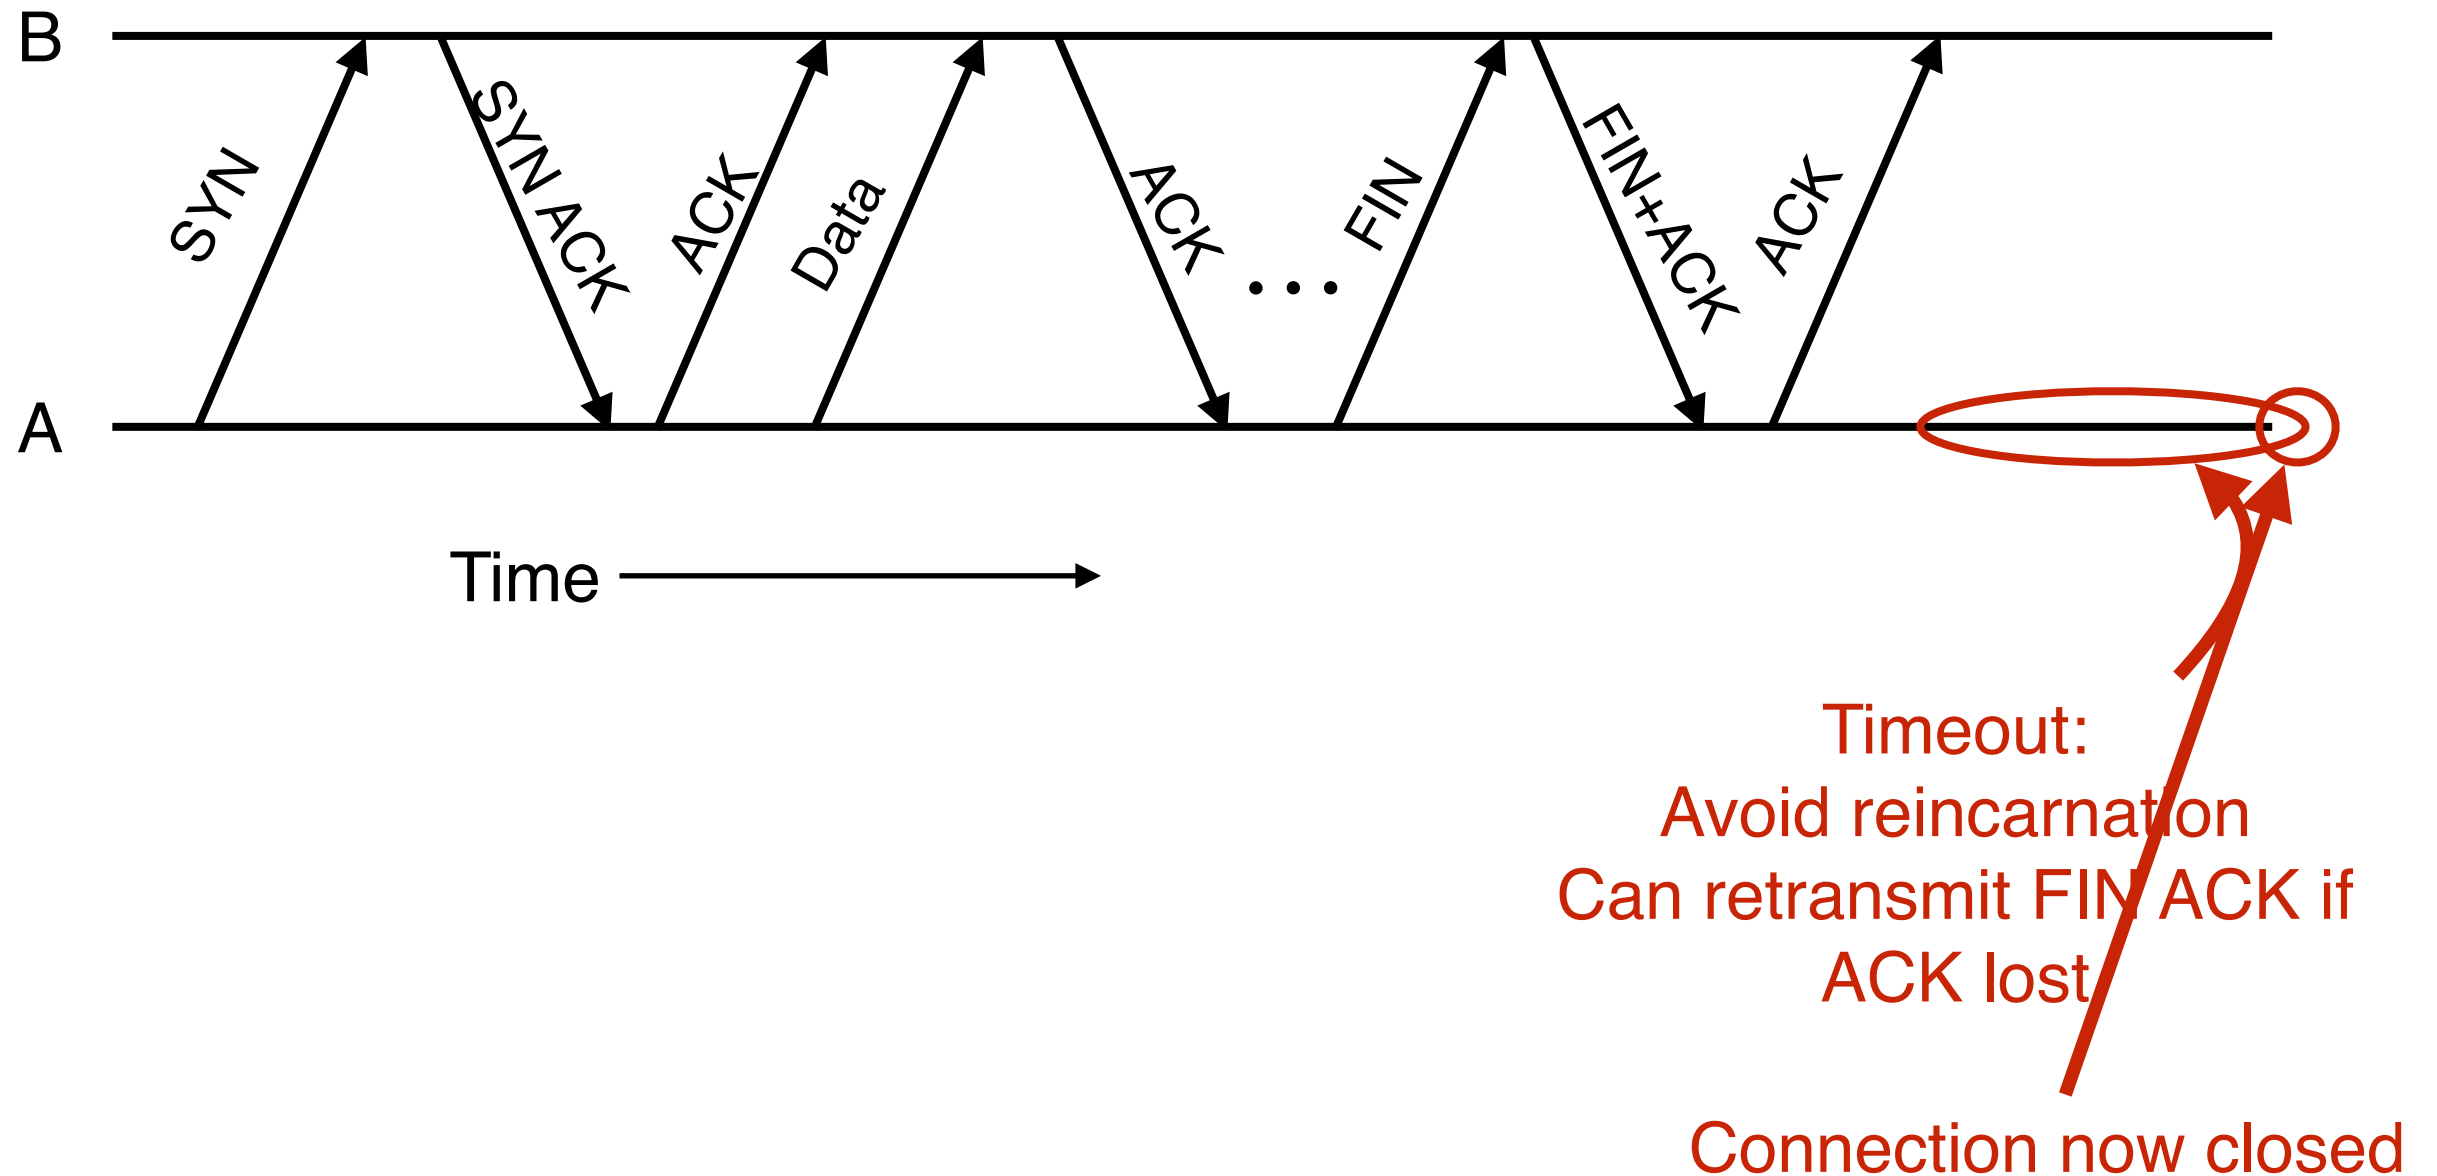 B
SYN
SYN ACK
ACK
Data
ACK
...
FIN
FIN+ACK
ACK
A
Time
Timeout:
Avoid reincarnation
Can retransmit FIN ACK if
ACK lost
Connection now closed